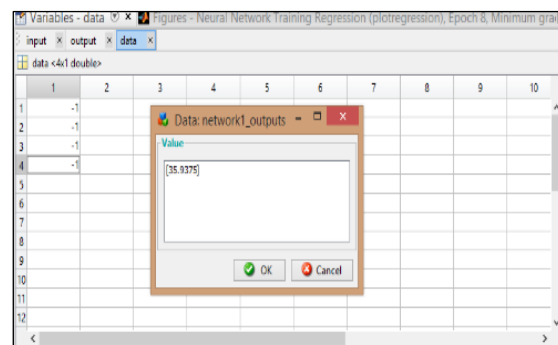 Variables - data
Figures - Neural Network Training Regression (plotregression), Epoch 8, Minimum grad
input × output × data ×
data <4x1 double>
1 2 3 4 5 6 7 8 9 10
1 -1
2 -1
3 -1
4 -1
5
6
7
8
9
10
11
12
Data: network1_outputs
Value
[35.9375]
OK Cancel